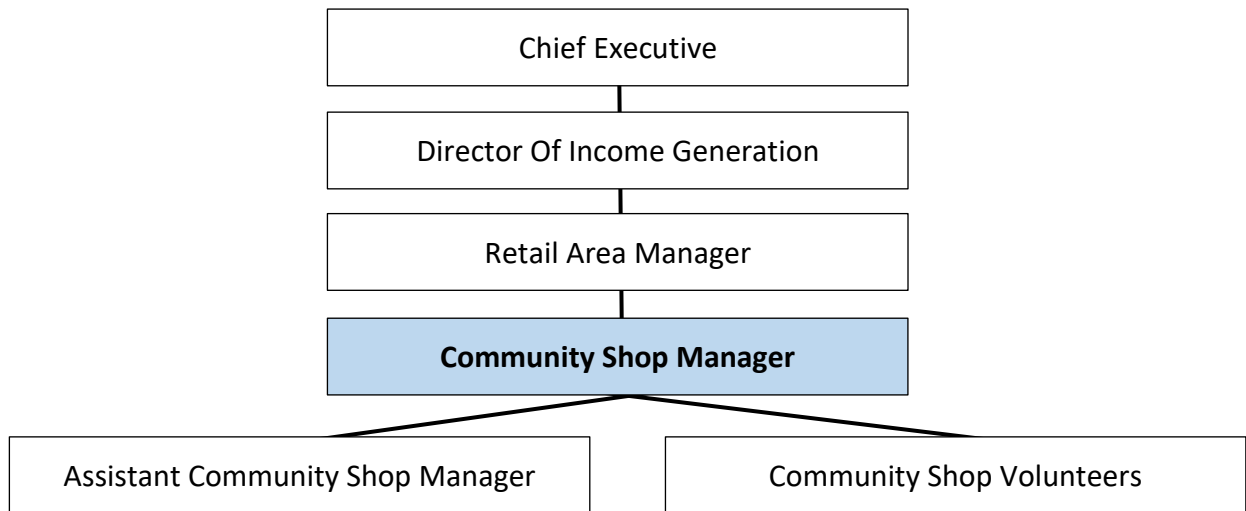 Chief Executive
Director Of Income Generation
Retail Area Manager
Community Shop Manager
Assistant Community Shop Manager
Community Shop Volunteers